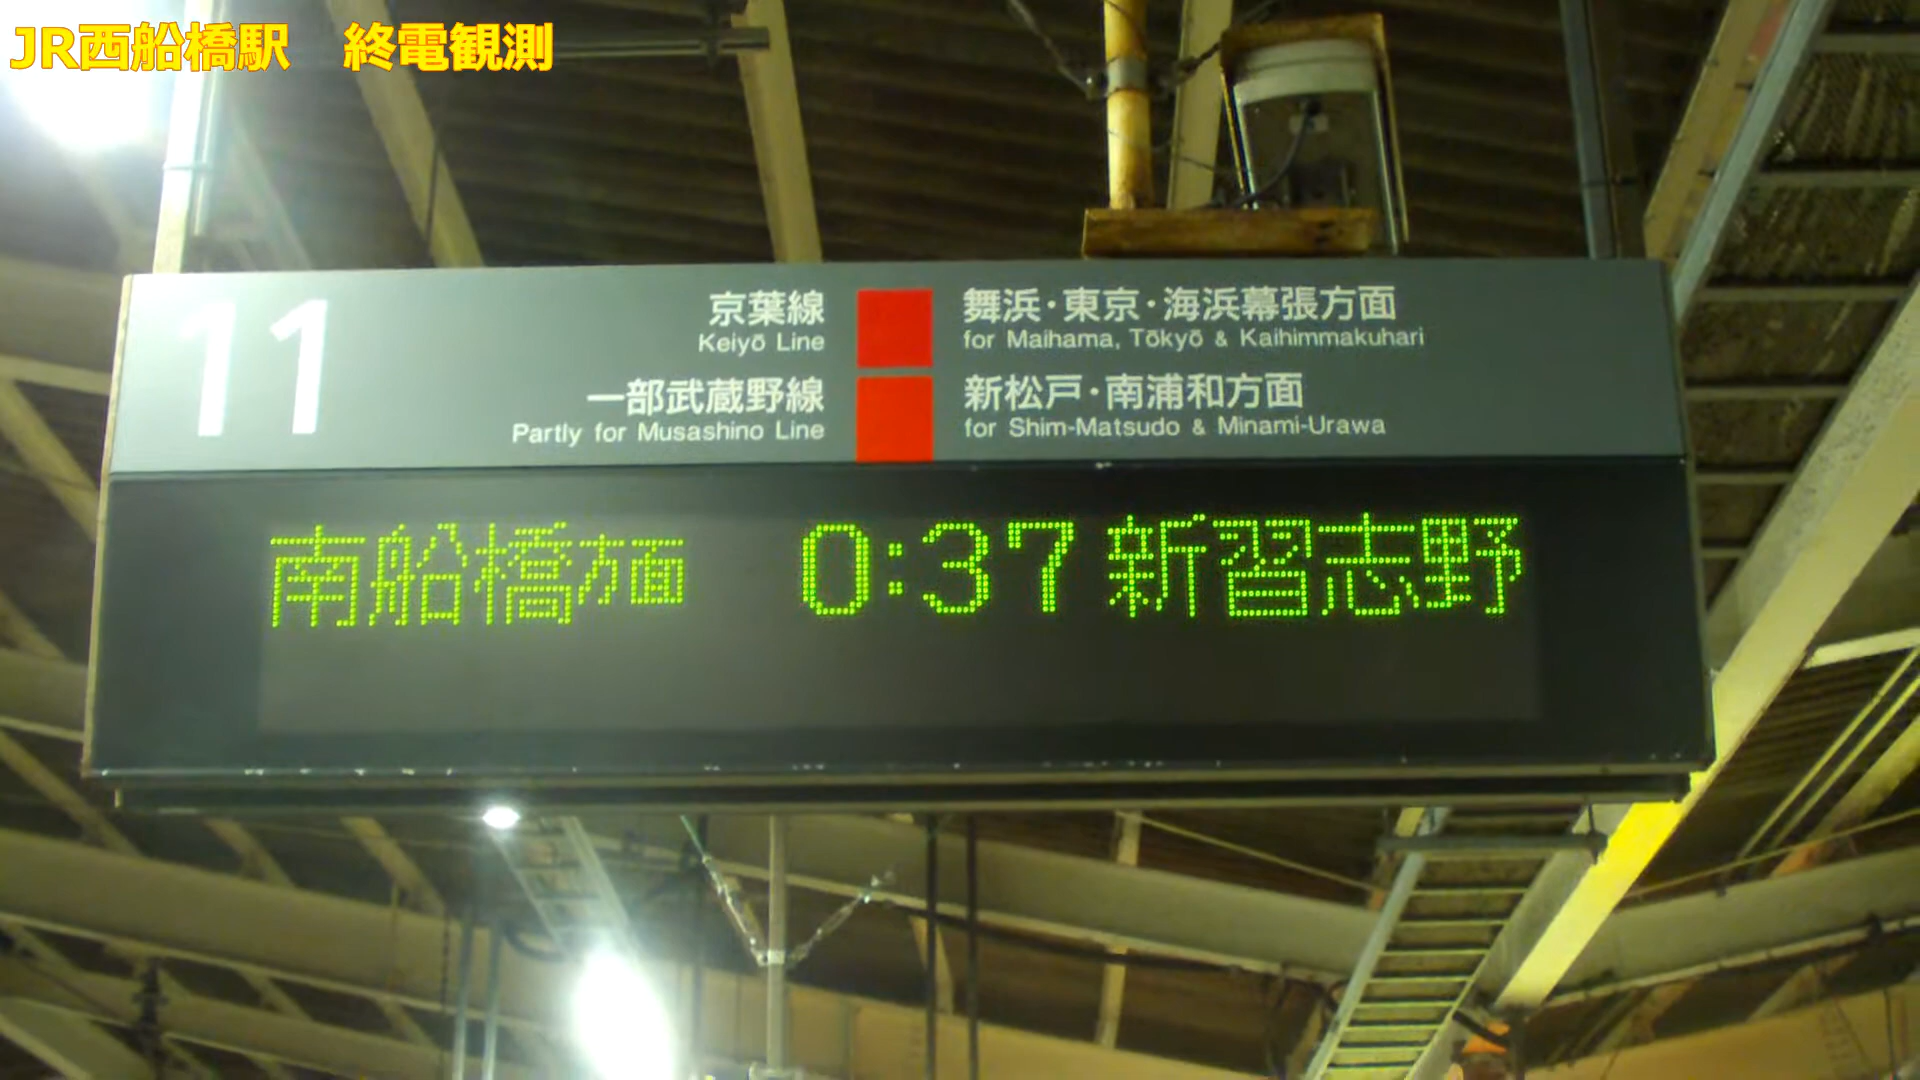 JR西船橋駅　終電観測
11
京葉線
Keiyō Line
舞浜・東京・海浜幕張方面
for Maihama, Tōkyō & Kaihimmakuhari
一部武蔵野線
Partly for Musashino Line
新松戸・南浦和方面
for Shim-Matsudo & Minami-Urawa
南船橋方面 0:37 新習志野